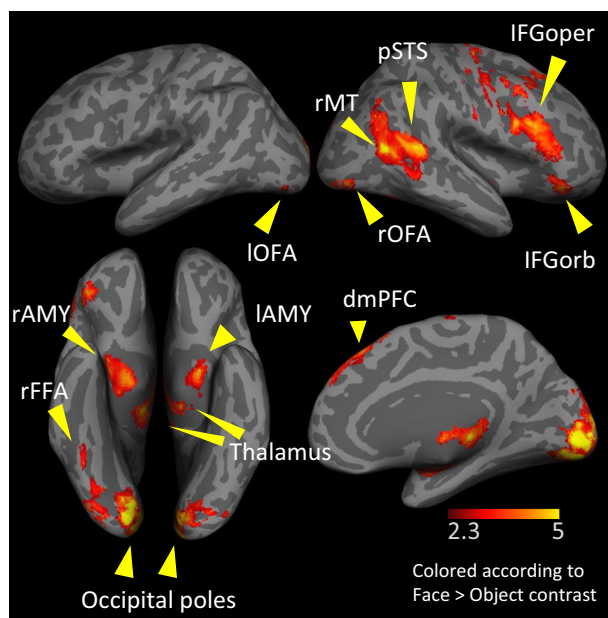 IFGoper
pSTS
rMT
lOFA
rOFA
IFGorb
rAMY
lAMY
dmPFC
rFFA
Thalamus
2.3 5
Occipital poles
Colored according to
Face > Object contrast